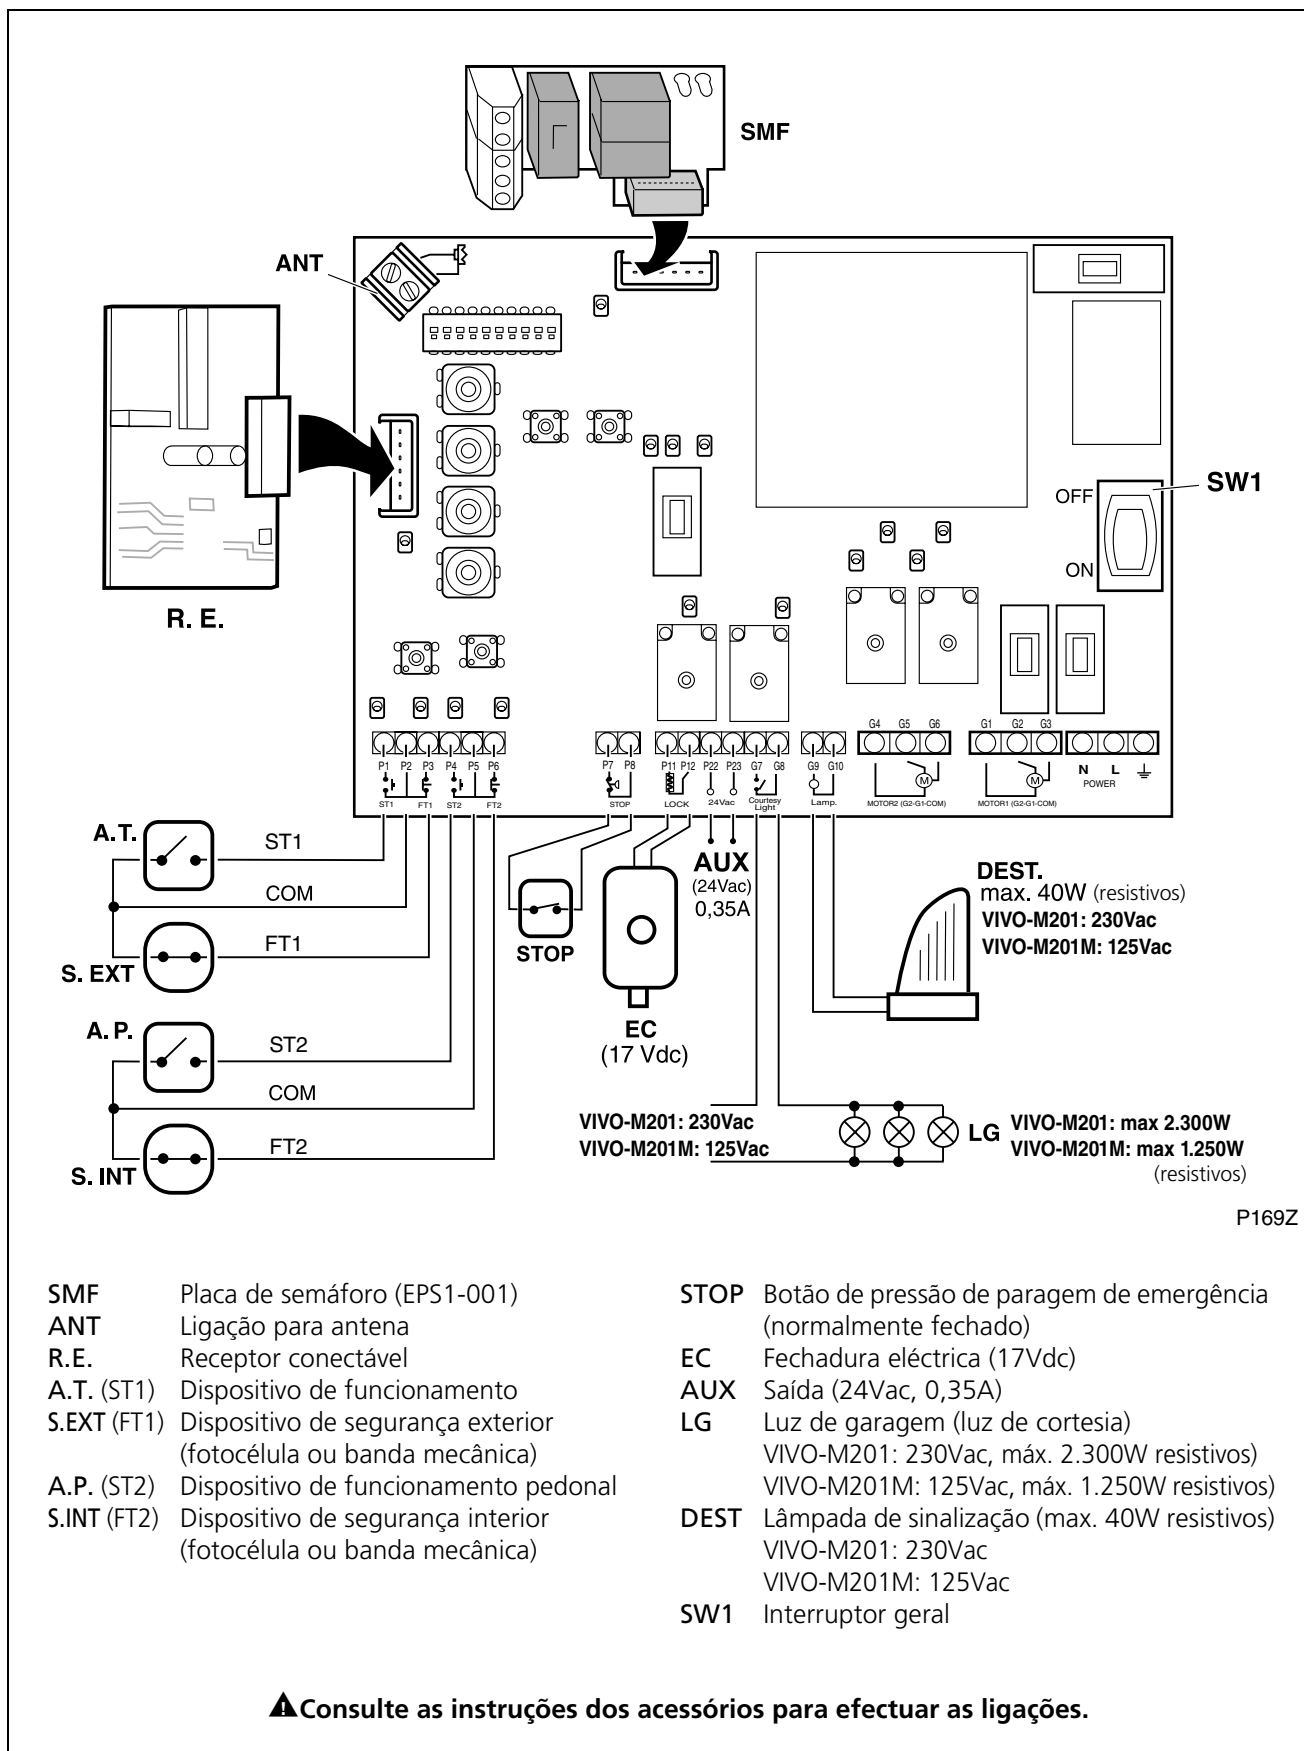 SMF
ANT
SW1
OFF
ON
R. E.
G4 G5 G6
G1 G2 G3
P1 P2 P3 P4 P5 P6
P7 P8
P11 P12 P22 P23 G7 G8
G9 G10
N L
POWER
M
M
ST1 FT1 ST2 FT2
STOP
LOCK
24Vac
Courtesy
Light
Lamp.
MOTOR2 (G2-G1-COM)
MOTOR1 (G2-G1-COM)
A.T.
ST1
COM
FT1
S. EXT
A.P.
ST2
COM
FT2
S. INT
STOP
EC
(17 Vdc)
AUX
(24Vac)
0,35A
DEST.
max. 40W (resistivos)
VIVO-M201: 230Vac
VIVO-M201M: 125Vac
VIVO-M201: 230Vac
VIVO-M201M: 125Vac
LG
VIVO-M201: max 2.300W
VIVO-M201M: max 1.250W
(resistivos)
P169Z
SMF Placa de semáforo (EPS1-001)
ANT Ligação para antena
R.E. Receptor conectável
A.T. (ST1) Dispositivo de funcionamento
S.EXT (FT1) Dispositivo de segurança exterior
(fotocélula ou banda mecânica)
A.P. (ST2) Dispositivo de funcionamento pedonal
S.INT (FT2) Dispositivo de segurança interior
(fotocélula ou banda mecânica)
STOP Botão de pressão de paragem de emergência
(normalmente fechado)
EC Fechadura eléctrica (17Vdc)
AUX Saída (24Vac, 0,35A)
LG Luz de garagem (luz de cortesia)
VIVO-M201: 230Vac, máx. 2.300W resistivos)
VIVO-M201M: 125Vac, máx. 1.250W resistivos)
DEST Lâmpada de sinalização (max. 40W resistivos)
VIVO-M201: 230Vac
VIVO-M201M: 125Vac
SW1 Interruptor geral
Consulte as instruções dos acessórios para efectuar as ligações.